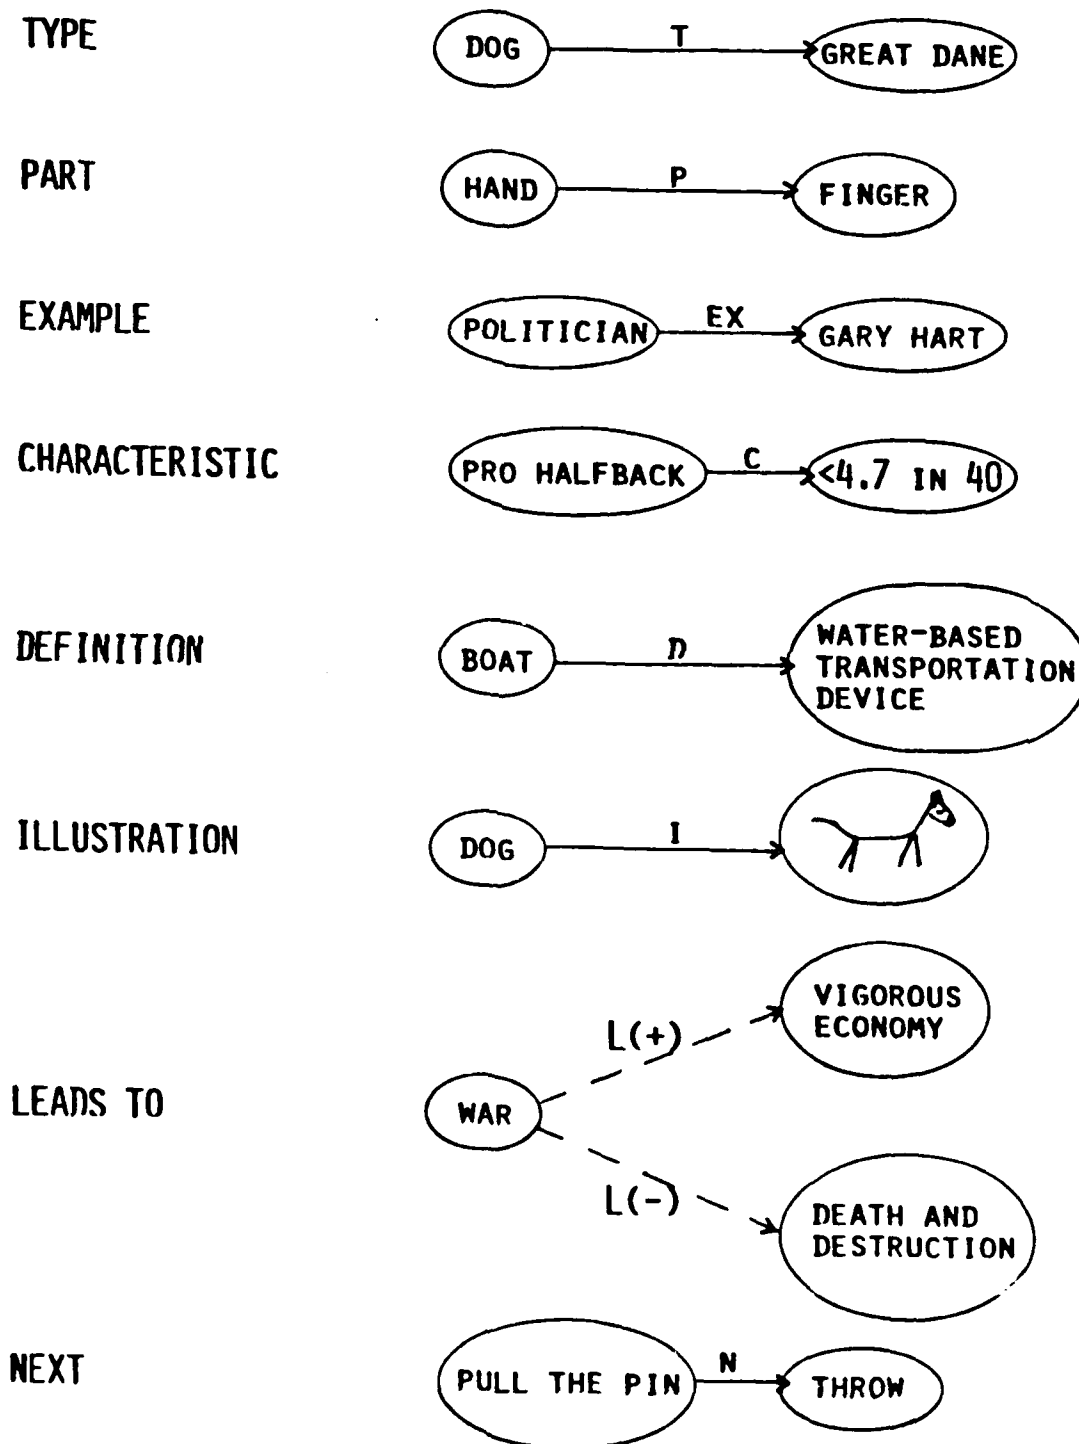 TYPE
DOG T GREAT DANE
PART
HAND P FINGER
EXAMPLE
POLITICIAN EX GARY HART
CHARACTERISTIC
PRO HALFBACK C <4.7 IN 40
DEFINITION
BOAT D WATER-BASED
TRANSPORTATION
DEVICE
ILLUSTRATION
DOG I
LEADS TO
WAR
L(+)
VIGOROUS
ECONOMY
L(-)
DEATH AND
DESTRUCTION
NEXT
PULL THE PIN N THROW